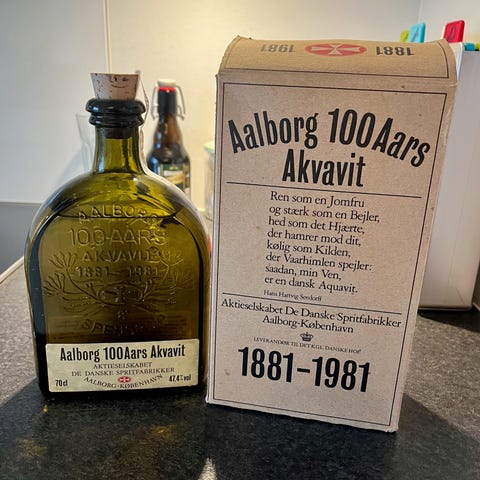 AALBORG
100-AARS
AKVAVIT
1881-1981
Aalborg 100Aars Akvavit
AKTIESELSKABET
DE DANSKE SPRITFABRIKKER
AALBORG-KØBENHAVN
70cl
47,4%vol
1881
1981
Aalborg 100Aars
Akvavit
Ren som en Jomfru
og stærk som en Bejler,
hed som det Hjærte,
der hamrer mod dit,
kølig som Kilden,
der Vaarhimlen spejler:
saadan, min Ven,
er en dansk Aquavit.
Hans Hartvig Seedorff
Aktieselskabet De Danske Spritfabrikker
Aalborg-København
LEVERANDØR TIL DET KGL. DANSKE HOF
1881-1981